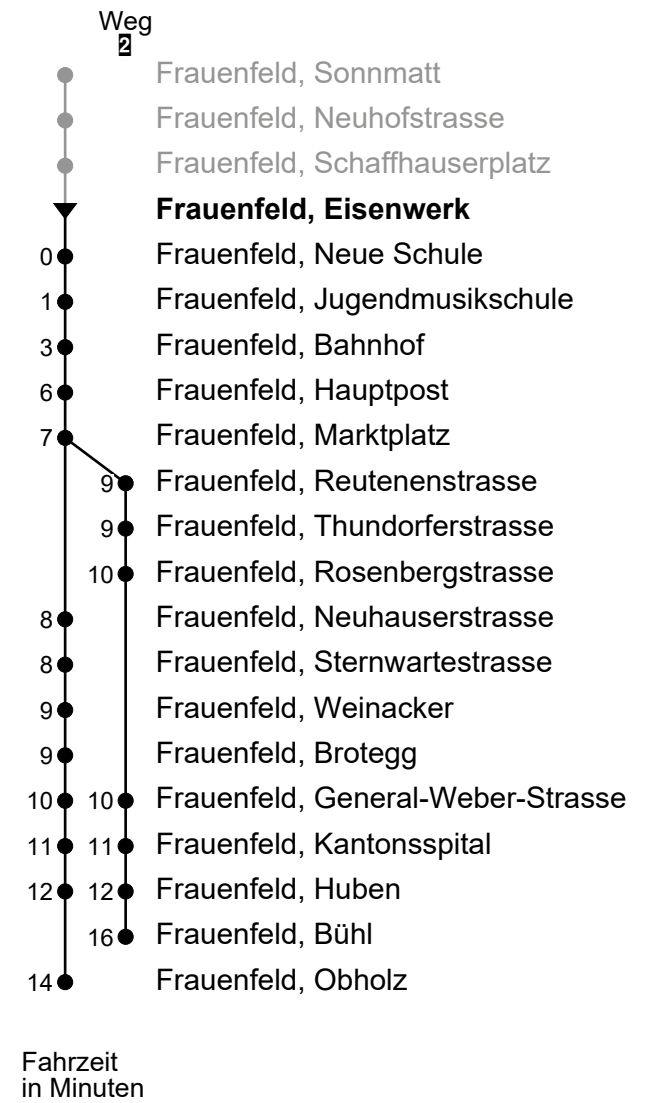 Weg
2
Frauenfeld, Sonnmatt
Frauenfeld, Neuhofstrasse
Frauenfeld, Schaffhauserplatz
Frauenfeld, Eisenwerk
0 Frauenfeld, Neue Schule
1 Frauenfeld, Jugendmusikschule
3 Frauenfeld, Bahnhof
6 Frauenfeld, Hauptpost
7 Frauenfeld, Marktplatz
9 Frauenfeld, Reutenenstrasse
9 Frauenfeld, Thundorferstrasse
10 Frauenfeld, Rosenbergstrasse
8 Frauenfeld, Neuhauserstrasse
8 Frauenfeld, Sternwartestrasse
9 Frauenfeld, Weinacker
9 Frauenfeld, Brotegg
10 10 Frauenfeld, General-Weber-Strasse
11 11 Frauenfeld, Kantonsspital
12 12 Frauenfeld, Huben
16 Frauenfeld, Bühl
14 Frauenfeld, Obholz
Fahrzeit
in Minuten